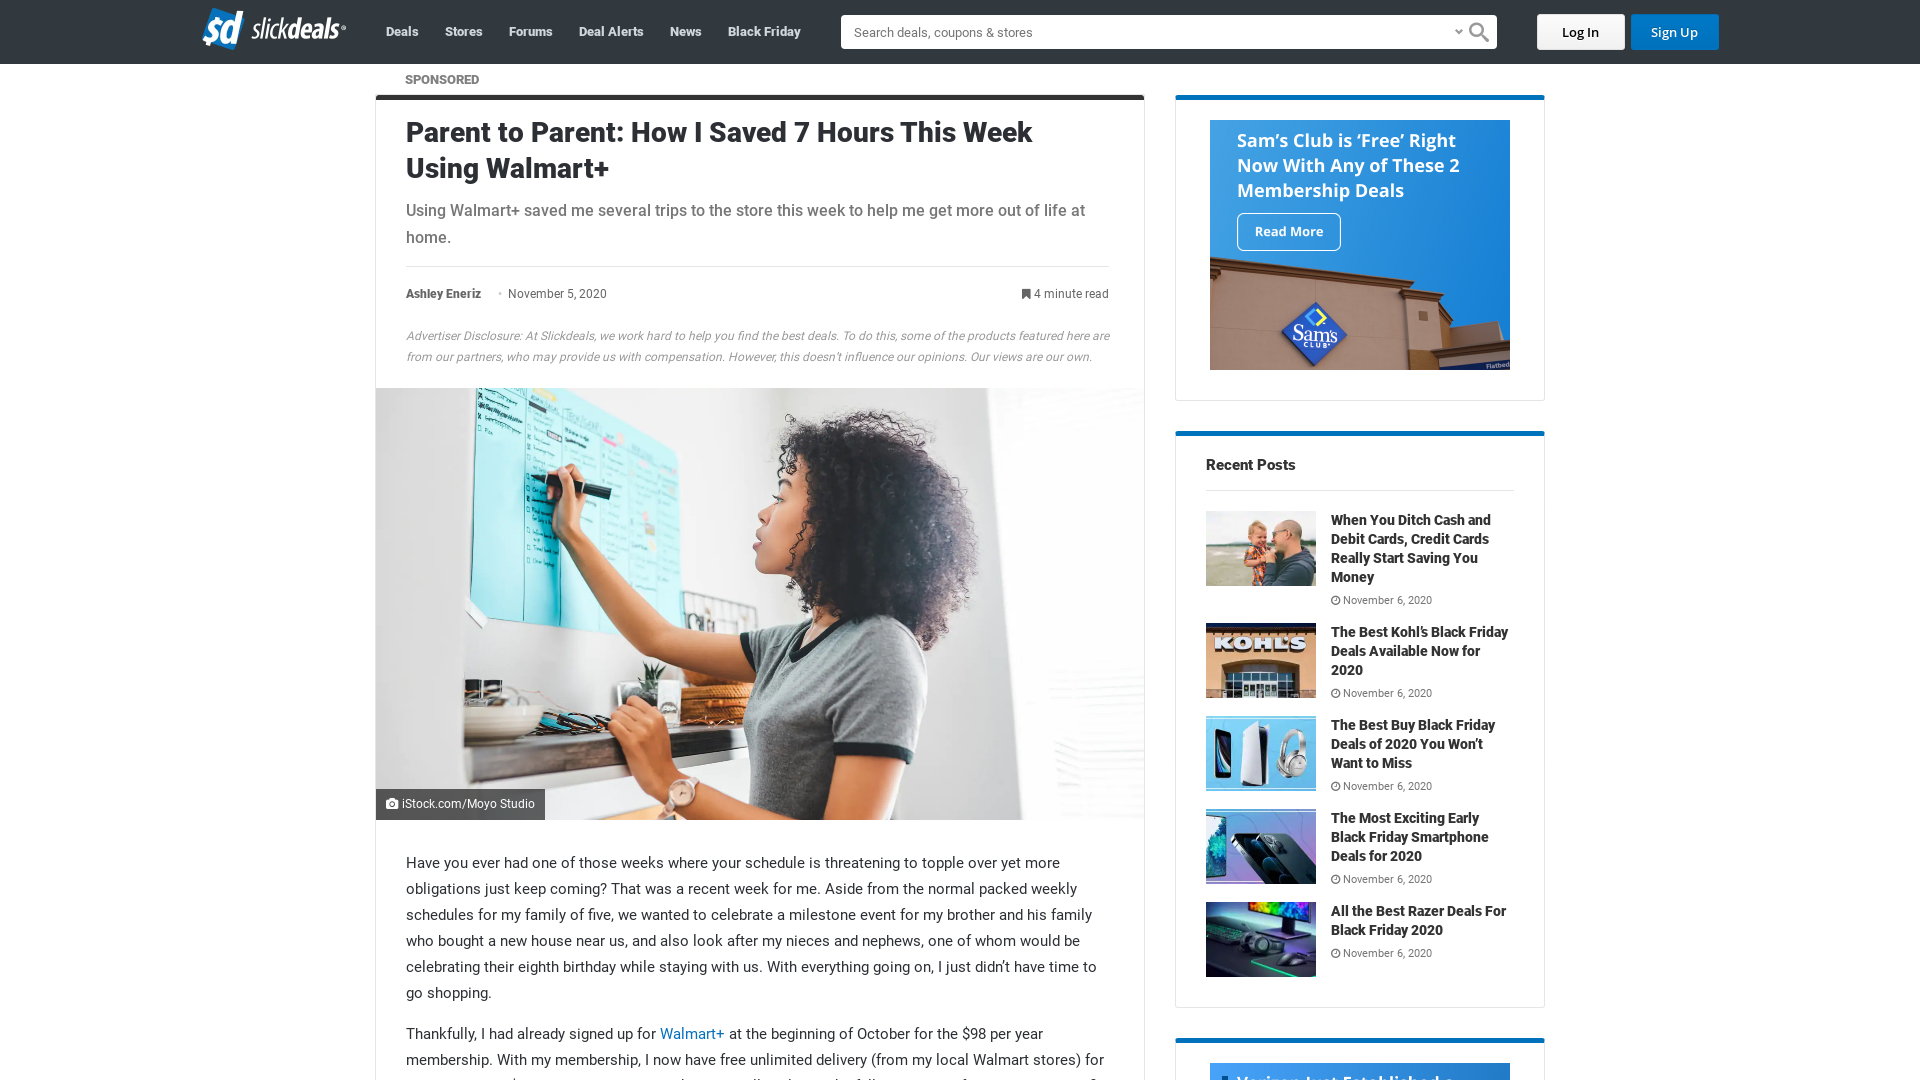 sd slickdeals
Deals
Stores
Forums
Deal Alerts
News
Black Friday
Search deals, coupons & stores
Log In
Sign Up
SPONSORED
Parent to Parent: How I Saved 7 Hours This Week
Using Walmart+
Using Walmart+ saved me several trips to the store this week to help me get more out of life at
home.
Ashley Eneriz • November 5, 2020
4 minute read
Advertiser Disclosure: At Slickdeals, we work hard to help you find the best deals. To do this, some of the products featured here are
from our partners, who may provide us with compensation. However, this doesn't influence our opinions. Our views are our own.
iStock.com/Moyo Studio
Have you ever had one of those weeks where your schedule is threatening to topple over yet more
obligations just keep coming? That was a recent week for me. Aside from the normal packed weekly
schedules for my family of five, we wanted to celebrate a milestone event for my brother and his family
who bought a new house near us, and also look after my nieces and nephews, one of whom would be
celebrating their eighth birthday while staying with us. With everything going on, I just didn't have time to
go shopping.
Thankfully, I had already signed up for Walmart+ at the beginning of October for the $98 per year
membership. With my membership, I now have free unlimited delivery (from my local Walmart stores) for
Sam's Club is 'Free' Right
Now With Any of These 2
Membership Deals
Read More
Sam's
CLUB
Flatbed
Recent Posts
When You Ditch Cash and
Debit Cards, Credit Cards
Really Start Saving You
Money
November 6, 2020
KOHL'S
The Best Kohl's Black Friday
Deals Available Now for
2020
November 6, 2020
The Best Buy Black Friday
Deals of 2020 You Won't
Want to Miss
November 6, 2020
The Most Exciting Early
Black Friday Smartphone
Deals for 2020
November 6, 2020
All the Best Razer Deals For
Black Friday 2020
November 6, 2020
Verizon Just Established a